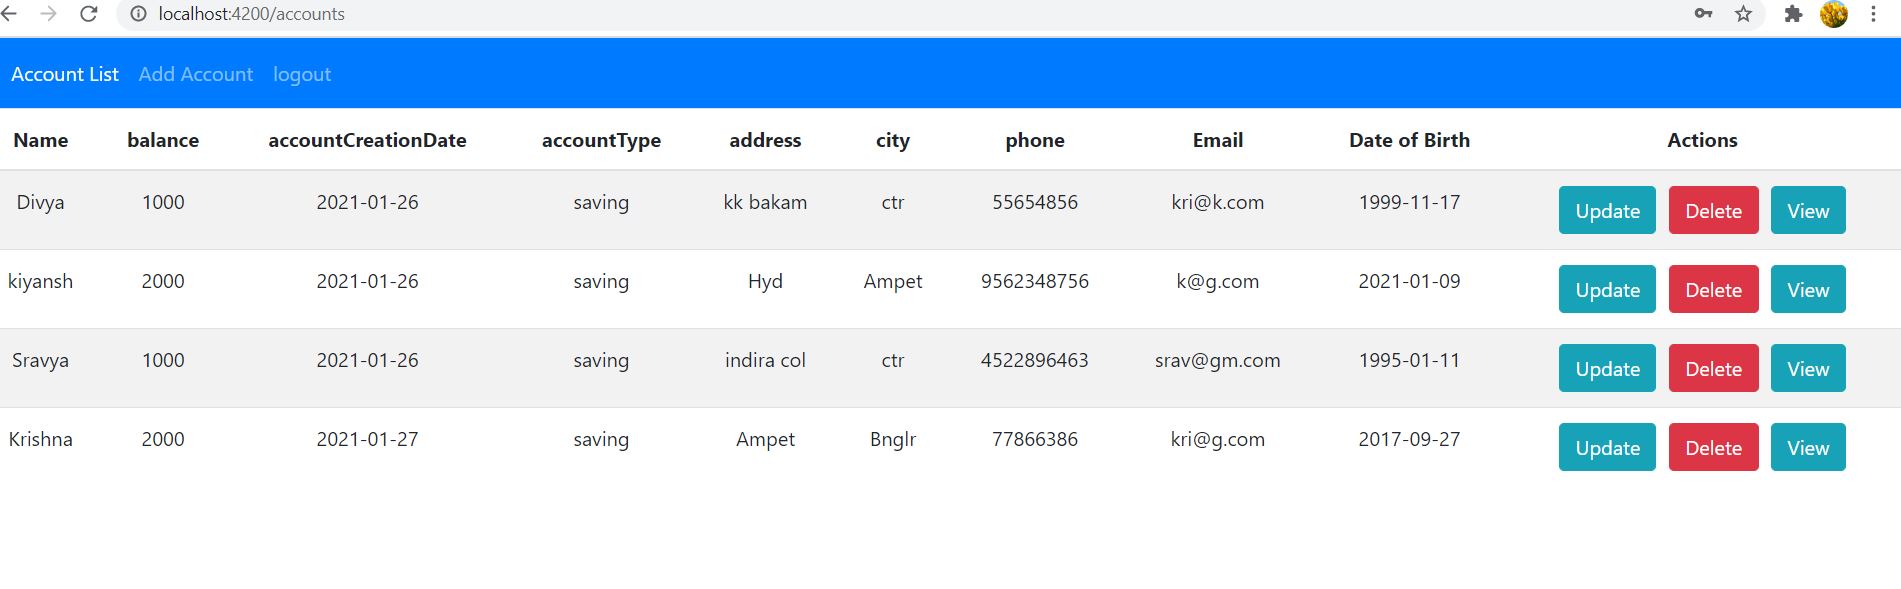 localhost:4200/accounts
Account List Add Account logout
Name balance accountCreationDate accountType address city phone Email Date of Birth Actions
Divya 1000 2021-01-26 saving kk bakam ctr 55654856 kri@k.com 1999-11-17 Update Delete View
kiyansh 2000 2021-01-26 saving Hyd Ampet 9562348756 k@g.com 2021-01-09 Update Delete View
Sravya 1000 2021-01-26 saving indira col ctr 4522896463 srav@gm.com 1995-01-11 Update Delete View
Krishna 2000 2021-01-27 saving Ampet Bnglr 77866386 kri@g.com 2017-09-27 Update Delete View